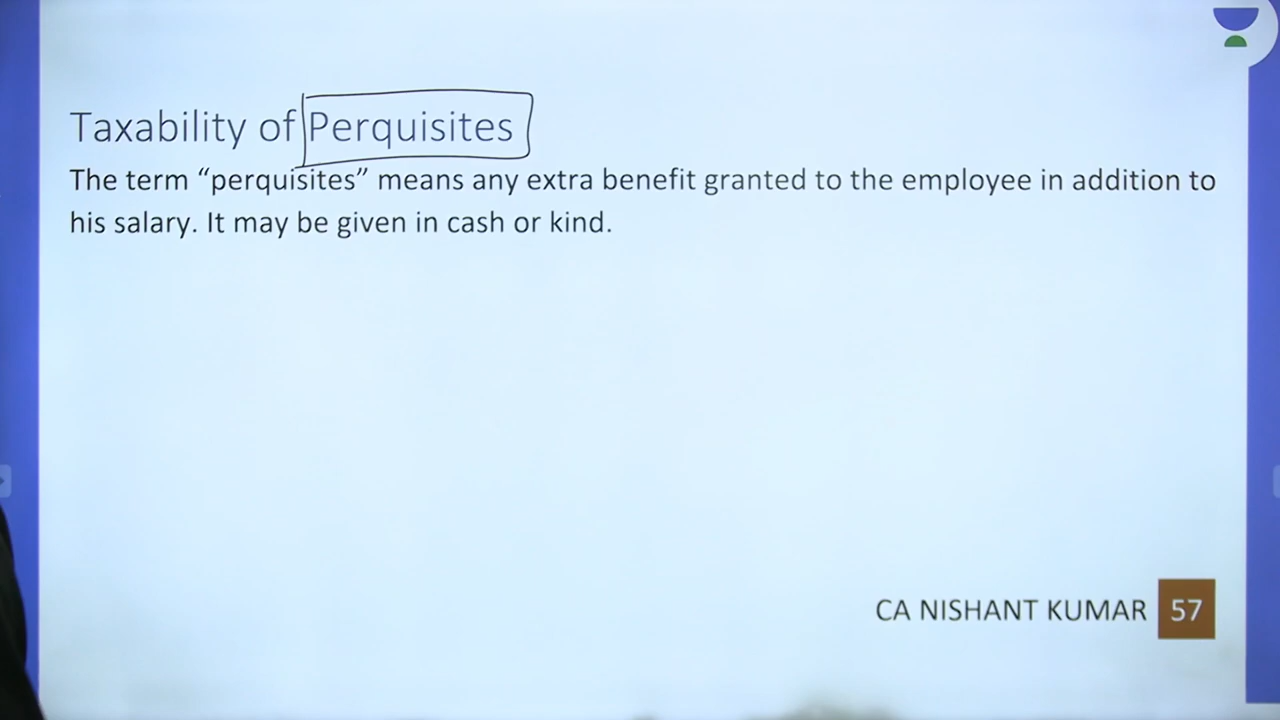 Taxability of Perquisites
The term “perquisites” means any extra benefit granted to the employee in addition to
his salary. It may be given in cash or kind.
CA NISHANT KUMAR 57